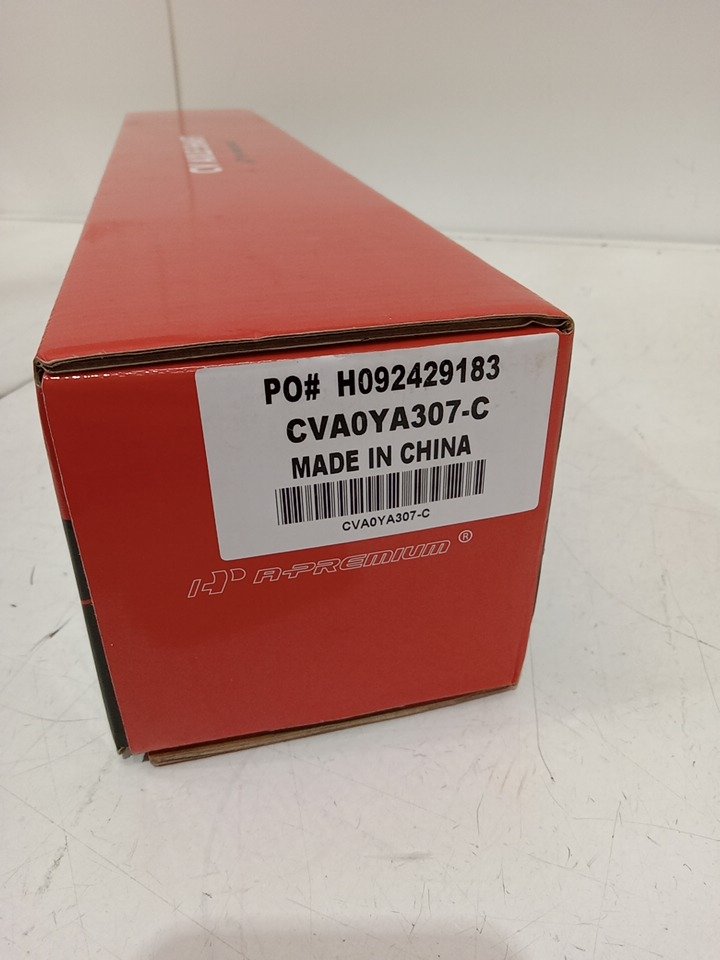 PO# H092429183
CVA0YA307-C
MADE IN CHINA
CVA0YA307-C
A-PREMIUM ®